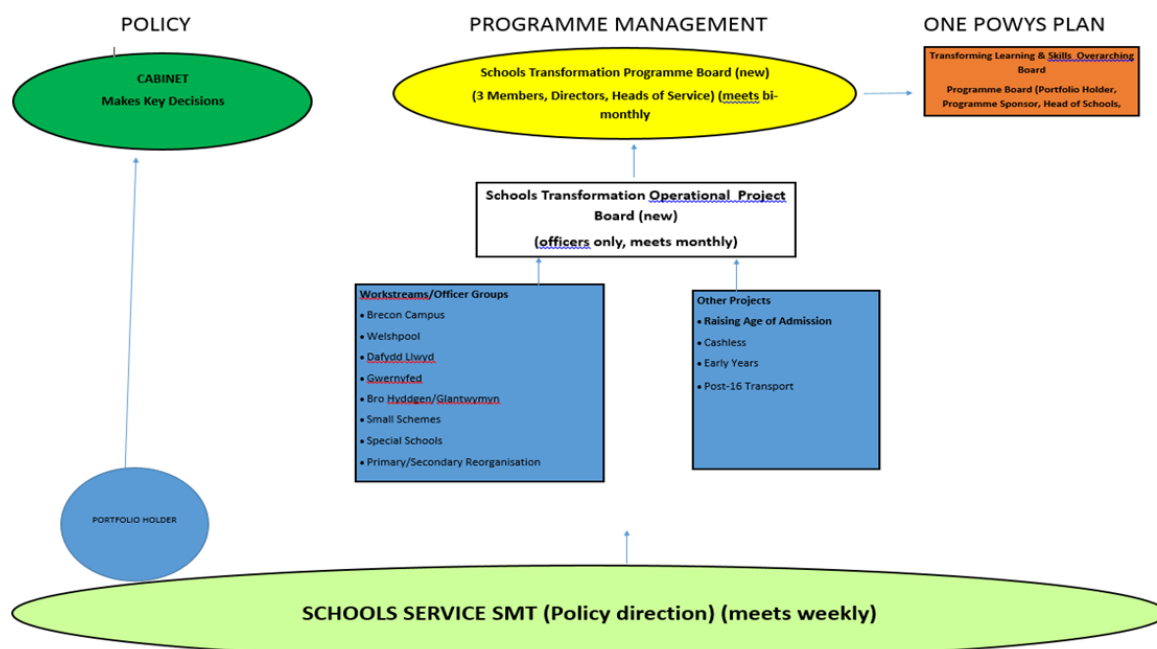 POLICY
PROGRAMME MANAGEMENT
ONE POWYS PLAN
CABINET
Makes Key Decisions
Schools Transformation Programme Board (new)
(3 Members, Directors, Heads of Service) (meets bi-
monthly
Transforming Learning & Skills Overarching
Board
Programme Board (Portfolio Holder,
Programme Sponsor, Head of Schools,
Schools Transformation Operational Project
Board (new)
(officers only, meets monthly)
Workstreams/Officer Groups
• Brecon Campus
• Welshpool
• Dafydd Llwyd
• Gwernyfed
• Bro Hyddgen/Glantwymyn
• Small Schemes
• Special Schools
• Primary/Secondary Reorganisation
Other Projects
• Raising Age of Admission
• Cashless
• Early Years
• Post-16 Transport
PORTFOLIO HOLDER
SCHOOLS SERVICE SMT (Policy direction) (meets weekly)